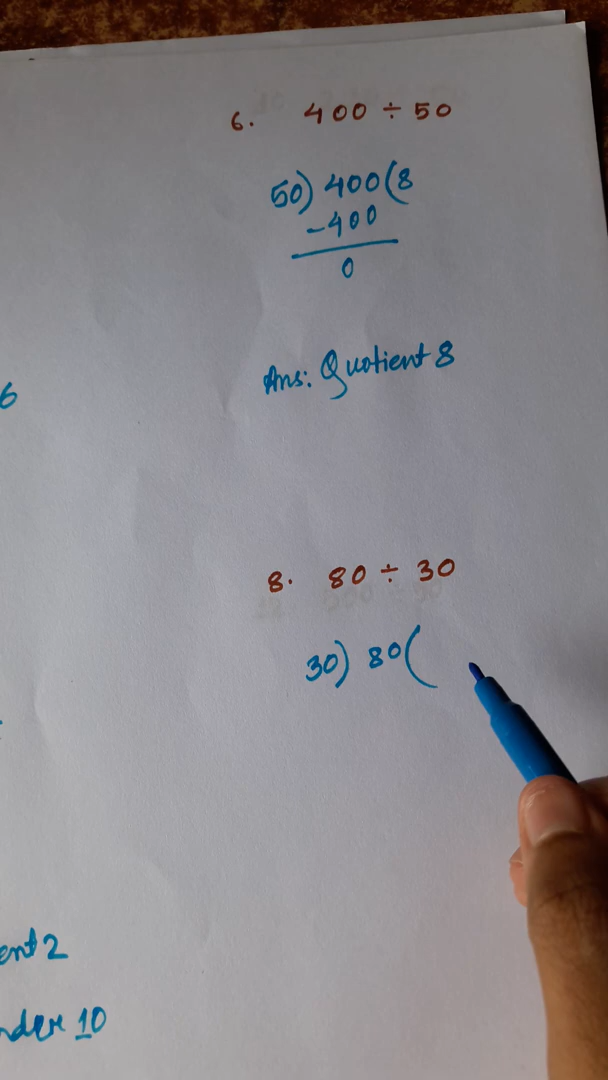 6. 400 ÷ 50
50) 400 (8
-400
0
Ans: Quotient 8
6
8. 80 ÷ 30
30) 80 (
ent 2
nder 10